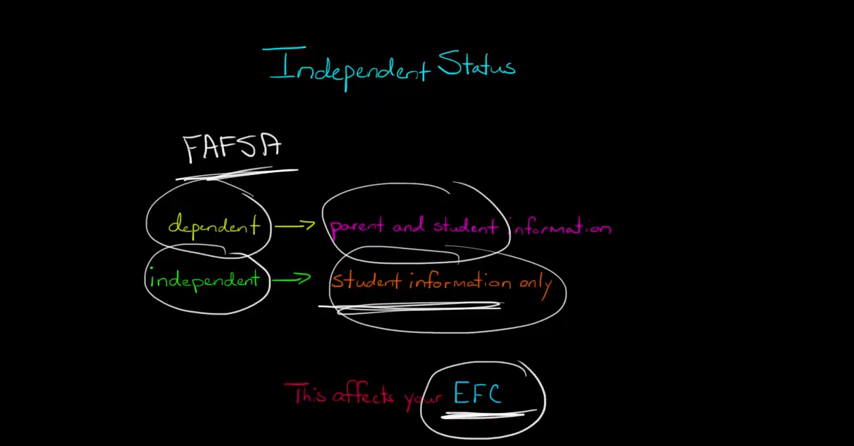 Independent Status
FAFSA
dependent → parent and student information
independent → student information only
This affects your EFC